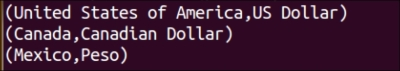 (United States of America,US Dollar)
(Canada,Canadian Dollar)
(Mexico,Peso)